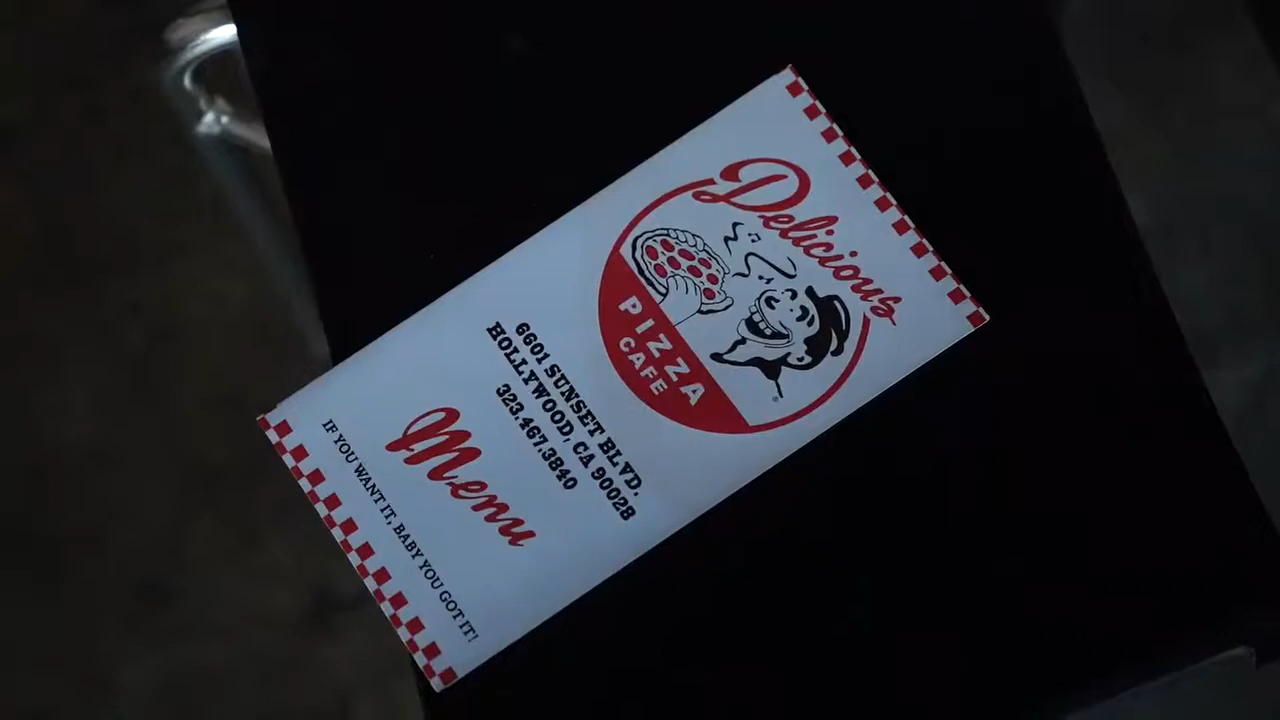 Delicious
PIZZA
CAFE
®
6601 SUNSET BLVD.
HOLLYWOOD, CA 90028
323.467.3840
Menu
IF YOU WANT IT, BABY YOU GOT IT!